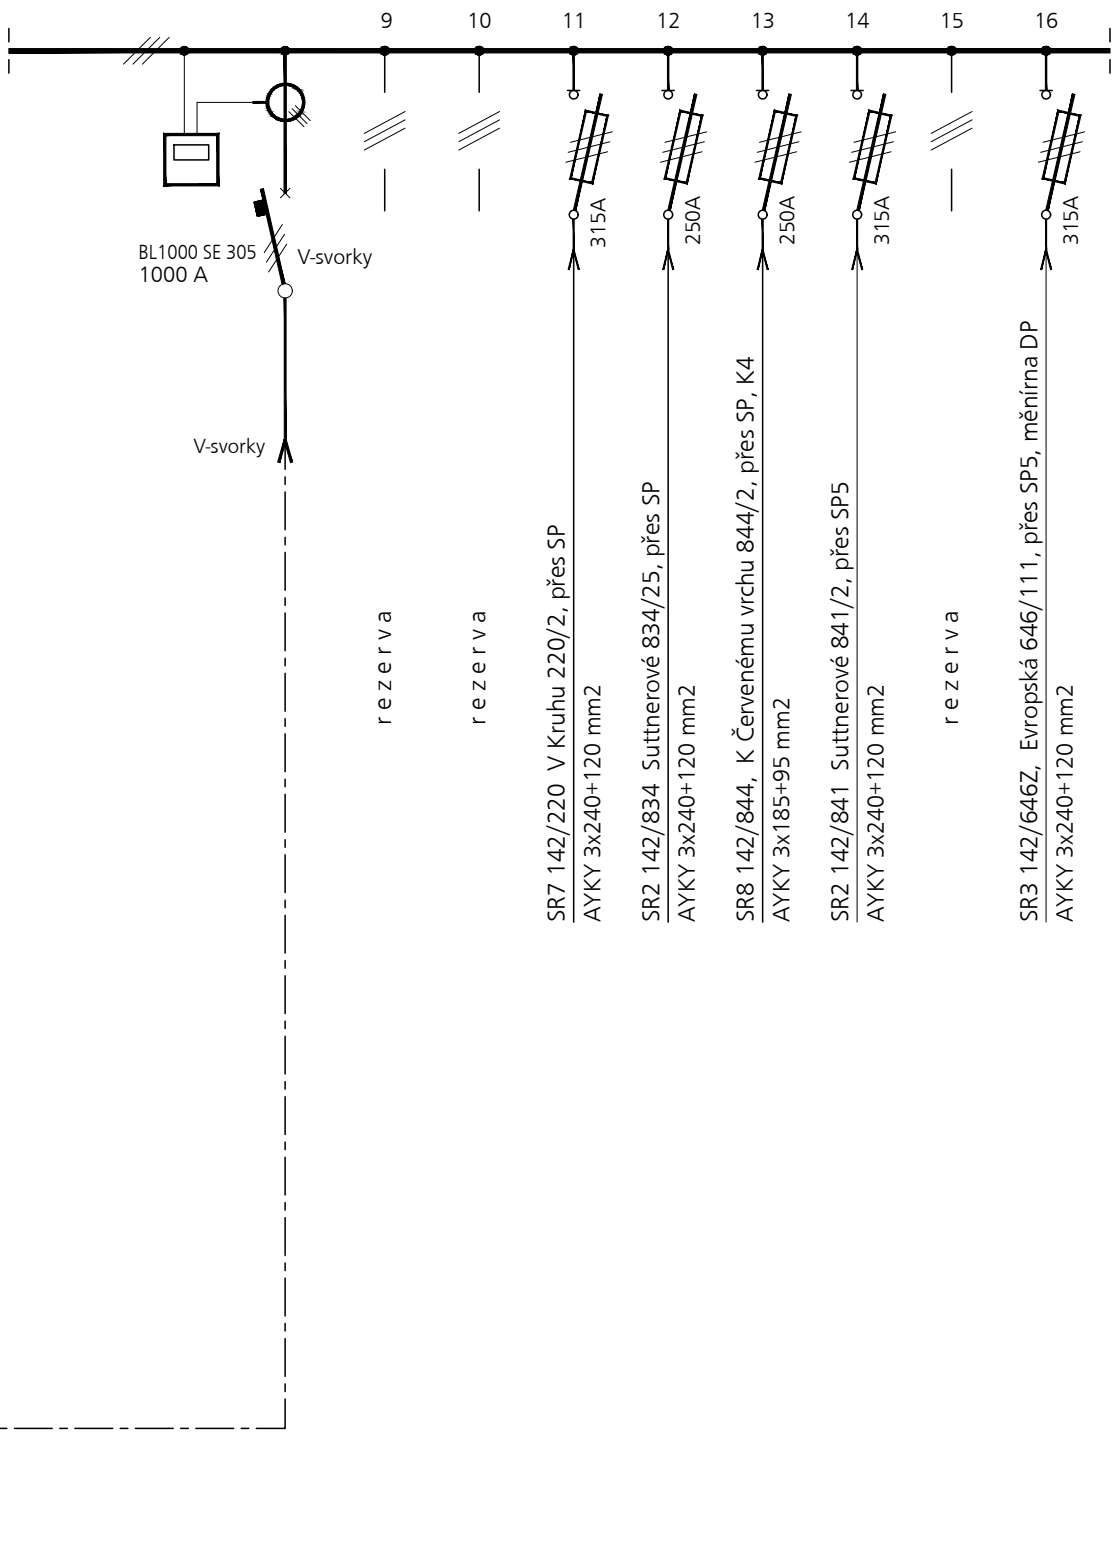 9
10
11
12
13
14
15
16
BL1000 SE 305
1000 A
V-svorky
V-svorky
315A
250A
250A
315A
315A
r e z e r v a
r e z e r v a
SR7 142/220 V Kruhu 220/2, přes SP
AYKY 3x240+120 mm2
SR2 142/834 Suttnerové 834/25, přes SP
AYKY 3x240+120 mm2
SR8 142/844, K Červenému vrchu 844/2, přes SP, K4
AYKY 3x185+95 mm2
SR2 142/841 Suttnerové 841/2, přes SP5
AYKY 3x240+120 mm2
r e z e r v a
SR3 142/646Z, Evropská 646/111, přes SP5, měnírna DP
AYKY 3x240+120 mm2